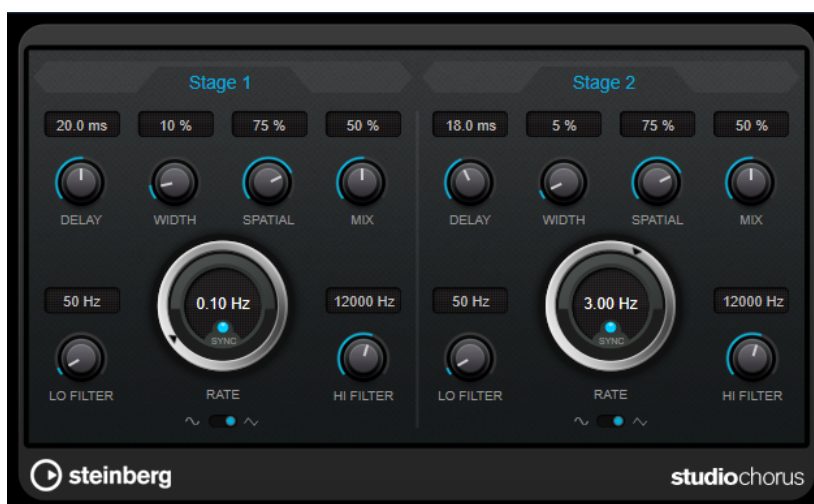 Stage 1
Stage 2
20.0 ms 10 % 75 % 50 %
18.0 ms 5 % 75 % 50 %
DELAY WIDTH SPATIAL MIX
DELAY WIDTH SPATIAL MIX
50 Hz 0.10 Hz 12000 Hz
50 Hz 3.00 Hz 12000 Hz
SYNC
SYNC
LO FILTER RATE HI FILTER
LO FILTER RATE HI FILTER
steinberg
studiochorus